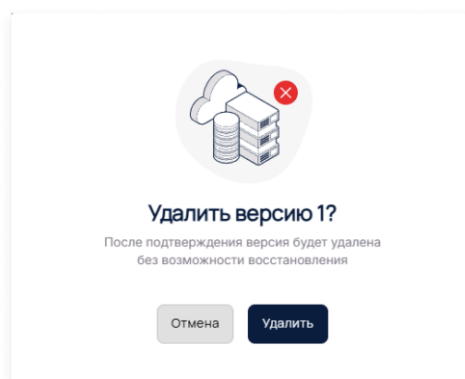 Удалить версию 1?
После подтверждения версия будет удалена
без возможности восстановления
Отмена
Удалить